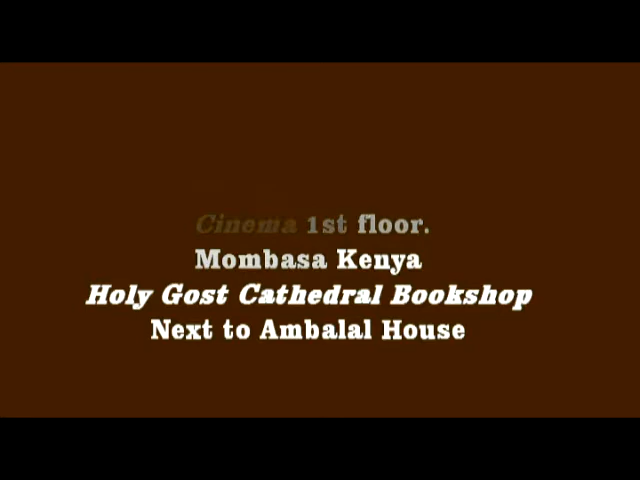 Cinema 1st floor.
Mombasa Kenya
Holy Gost Cathedral Bookshop
Next to Ambalal House